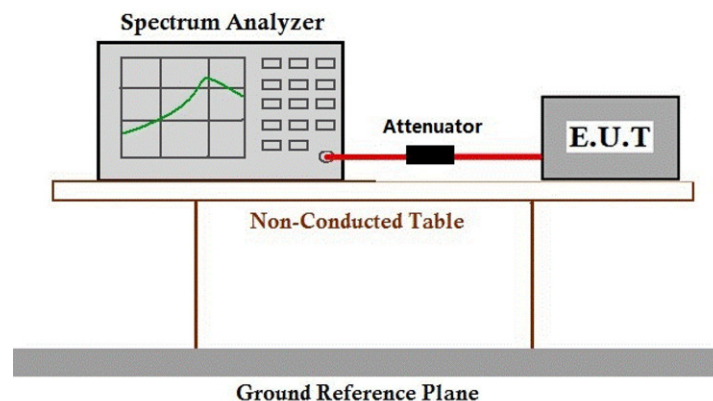 Spectrum Analyzer
Attenuator
E.U.T
Non-Conducted Table
Ground Reference Plane